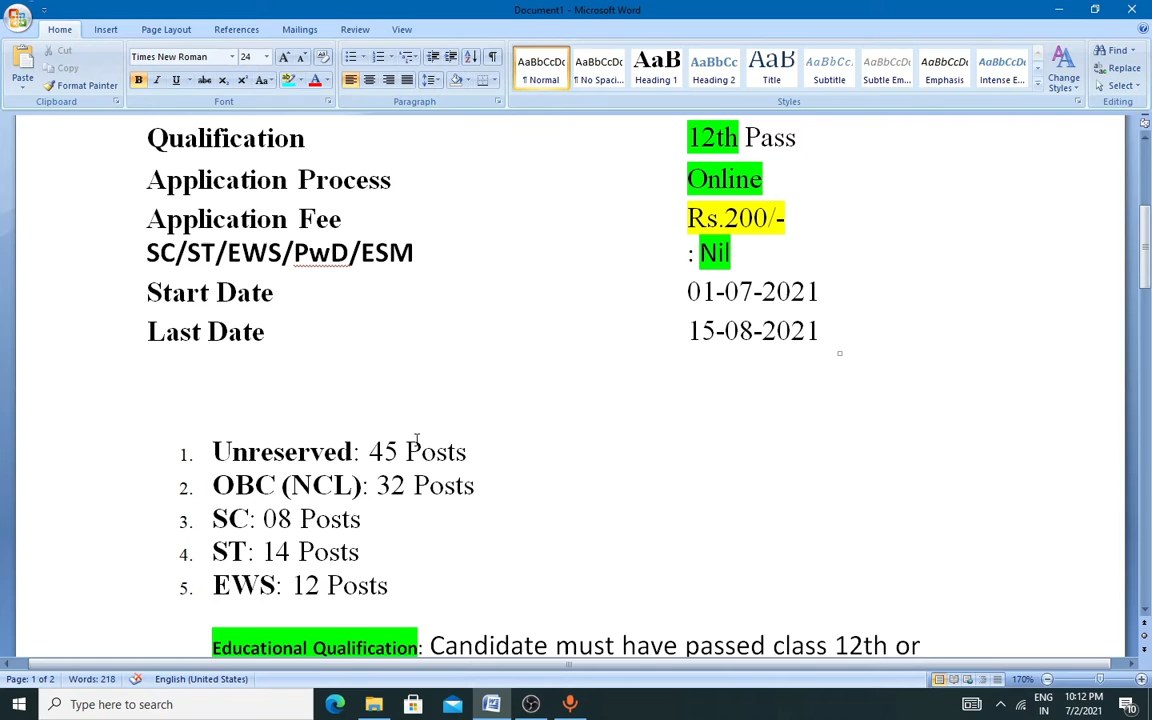 Document1 - Microsoft Word
Home Insert Page Layout References Mailings Review View
Cut
Copy
Format Painter
Paste
Clipboard
Times New Roman 24
Font
Paragraph
AaBbCcDc AaBbCcDc AaB AaBbCc AaB AaBbCc. AaBbCcDc AaBbCcDc AaBbCcDc
¶ Normal ¶ No Spaci... Heading 1 Heading 2 Title Subtitle Subtle Em... Emphasis Intense E...
Change Styles
Styles
Find
Replace
Select
Editing
Qualification 12th Pass
Application Process Online
Application Fee Rs.200/-
SC/ST/EWS/PwD/ESM : Nil
Start Date 01-07-2021
Last Date 15-08-2021
1. Unreserved: 45 Posts
2. OBC (NCL): 32 Posts
3. SC: 08 Posts
4. ST: 14 Posts
5. EWS: 12 Posts
Educational Qualification: Candidate must have passed class 12th or
Page: 1 of 2 Words: 218 English (United States) 170%
Type here to search
ENG
IN
10:12 PM
7/2/2021
10